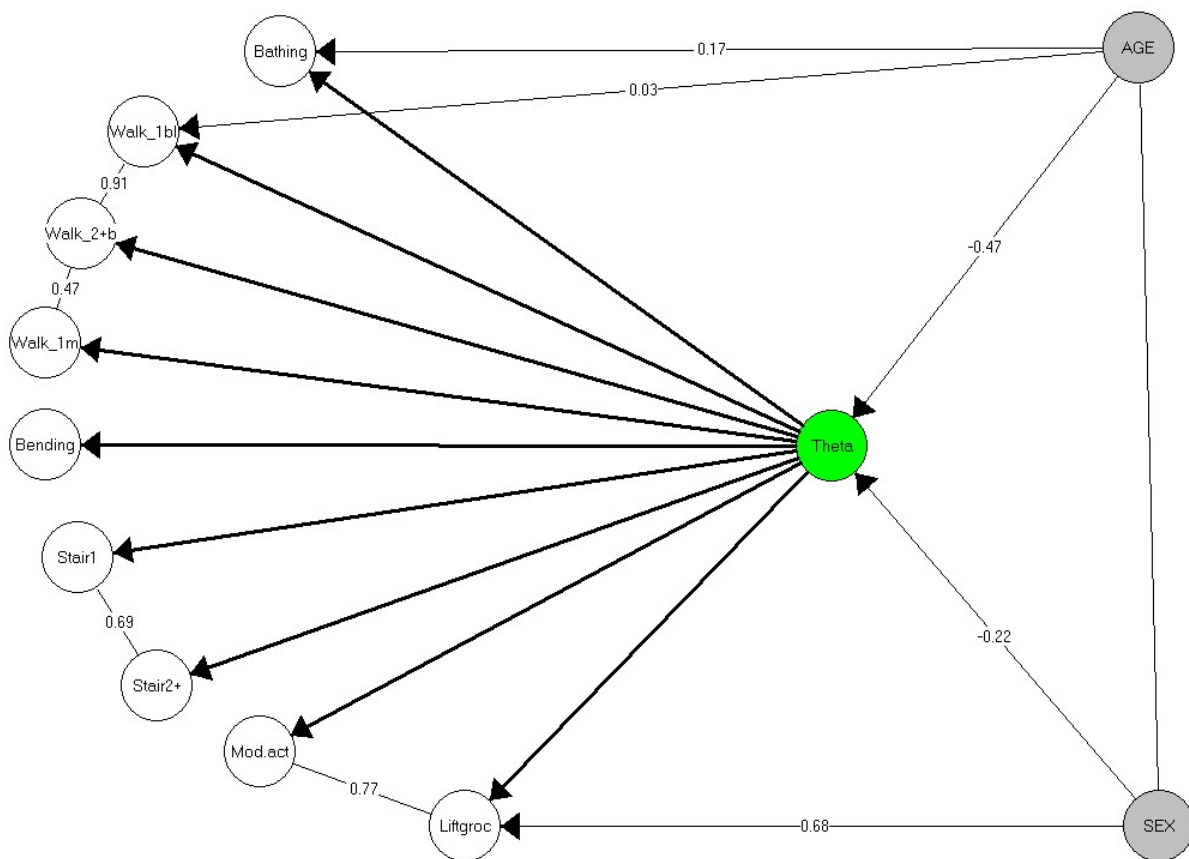 AGE
Bathing
0.17
0.03
Walk_1bl
0.91
Walk_2+b
-0.47
0.47
Walk_1m
Bending
Theta
Stair1
0.69
-0.22
Stair2+
Mod.act
0.77
Liftgroc
0.68
SEX